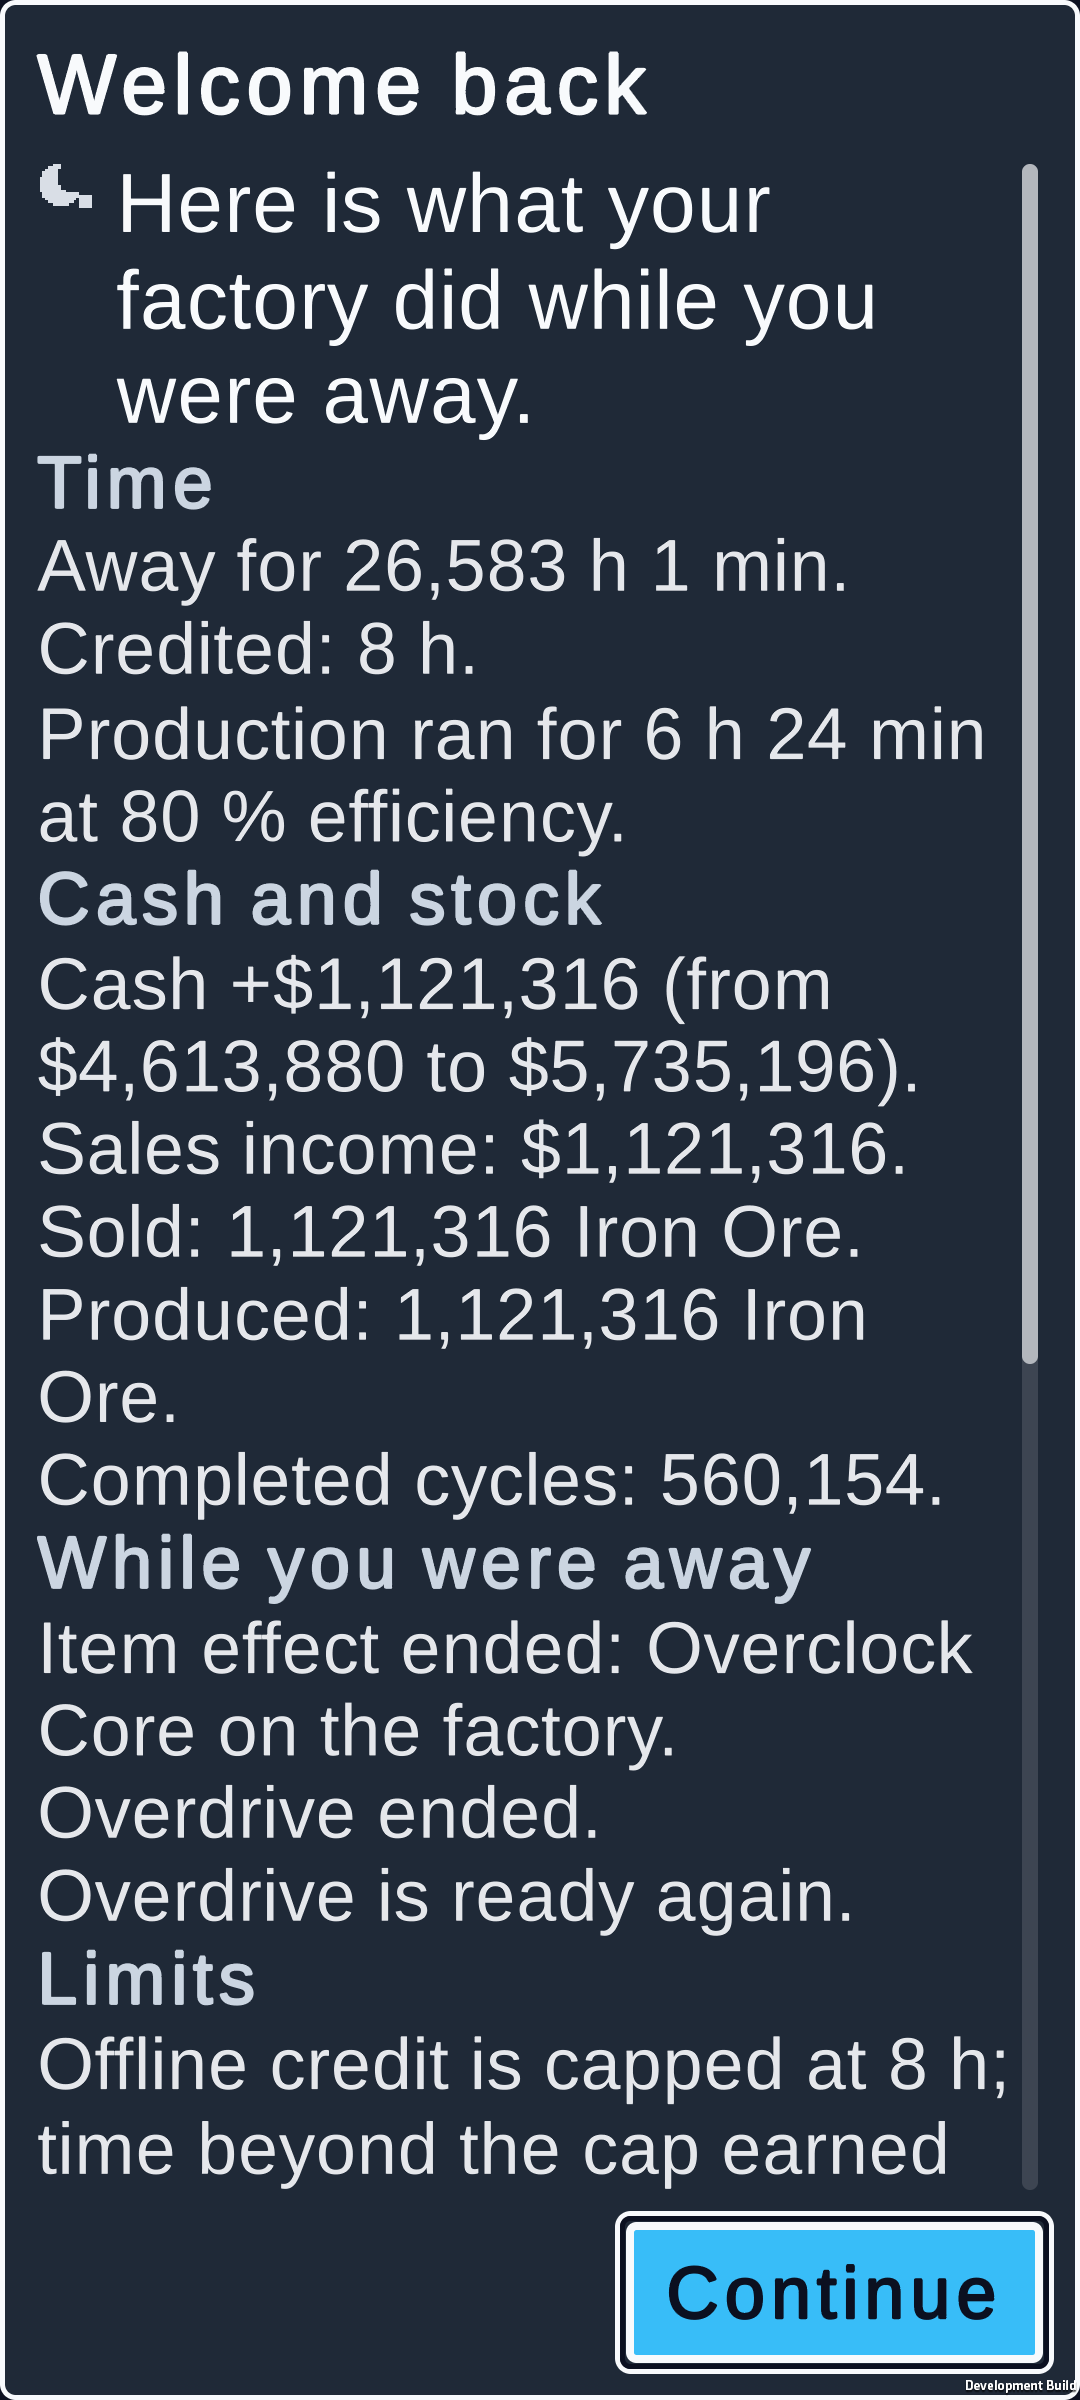 Welcome back
Here is what your
factory did while you
were away.
Time
Away for 26,583 h 1 min.
Credited: 8 h.
Production ran for 6 h 24 min
at 80 % efficiency.
Cash and stock
Cash +$1,121,316 (from
$4,613,880 to $5,735,196).
Sales income: $1,121,316.
Sold: 1,121,316 Iron Ore.
Produced: 1,121,316 Iron
Ore.
Completed cycles: 560,154.
While you were away
Item effect ended: Overclock
Core on the factory.
Overdrive ended.
Overdrive is ready again.
Limits
Offline credit is capped at 8 h;
time beyond the cap earned
Continue
Development Build